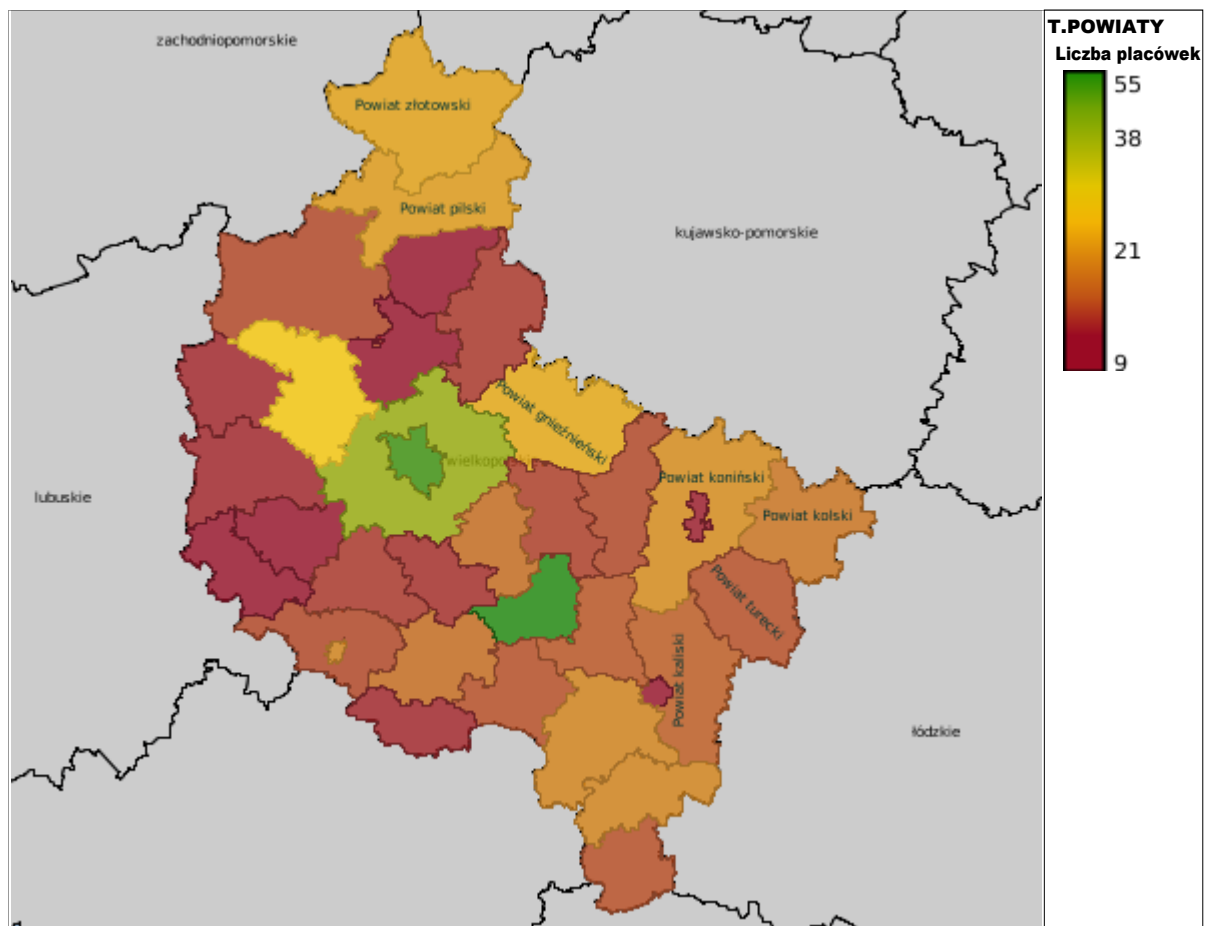 zachodniopomorskie
Powiat złotowski
Powiat pilski
kujawsko-pomorskie
Powiat gnieźnieński
wielkopolskie
Powiat koniński
lubuskie
Powiat kolski
Powiat turecki
Powiat kaliski
łódzkie
T.POWIATY
Liczba placówek
55
38
21
9